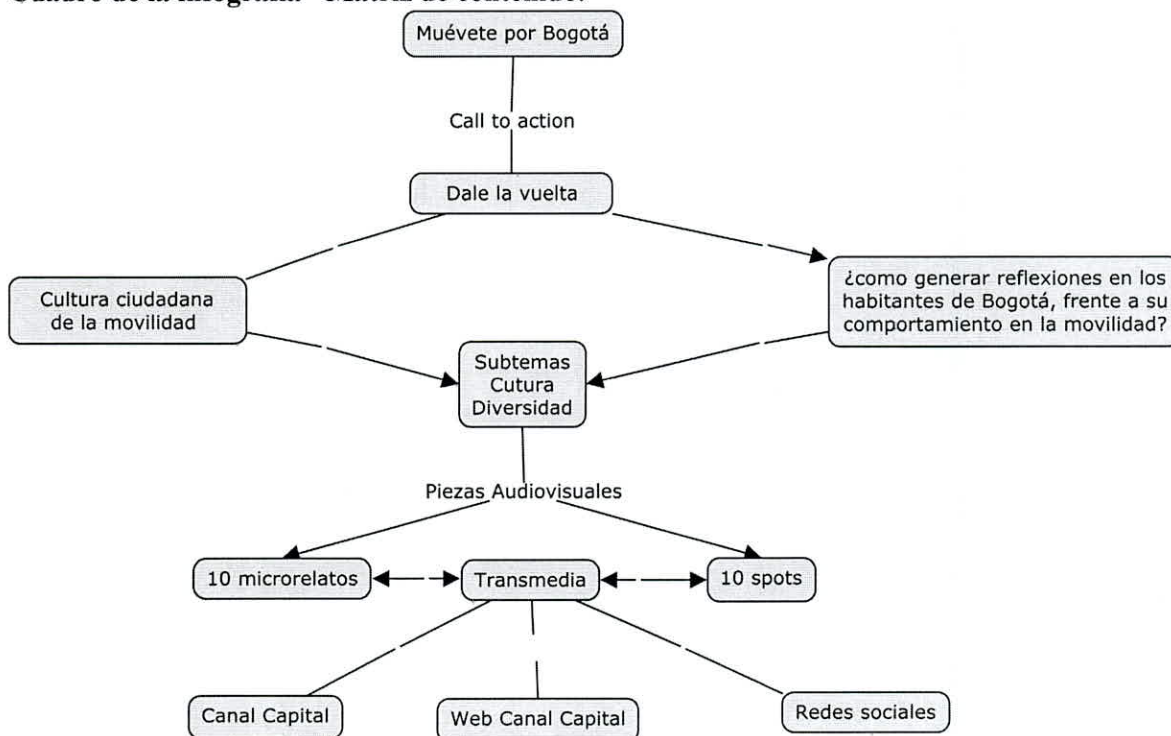 Muévete por Bogotá
Call to action
Dale la vuelta
Cultura ciudadana
de la movilidad
¿como generar reflexiones en los
habitantes de Bogotá, frente a su
comportamiento en la movilidad?
Subtemas
Cutura
Diversidad
Piezas Audiovisuales
10 microrelatos
Transmedia
10 spots
Canal Capital
Web Canal Capital
Redes sociales